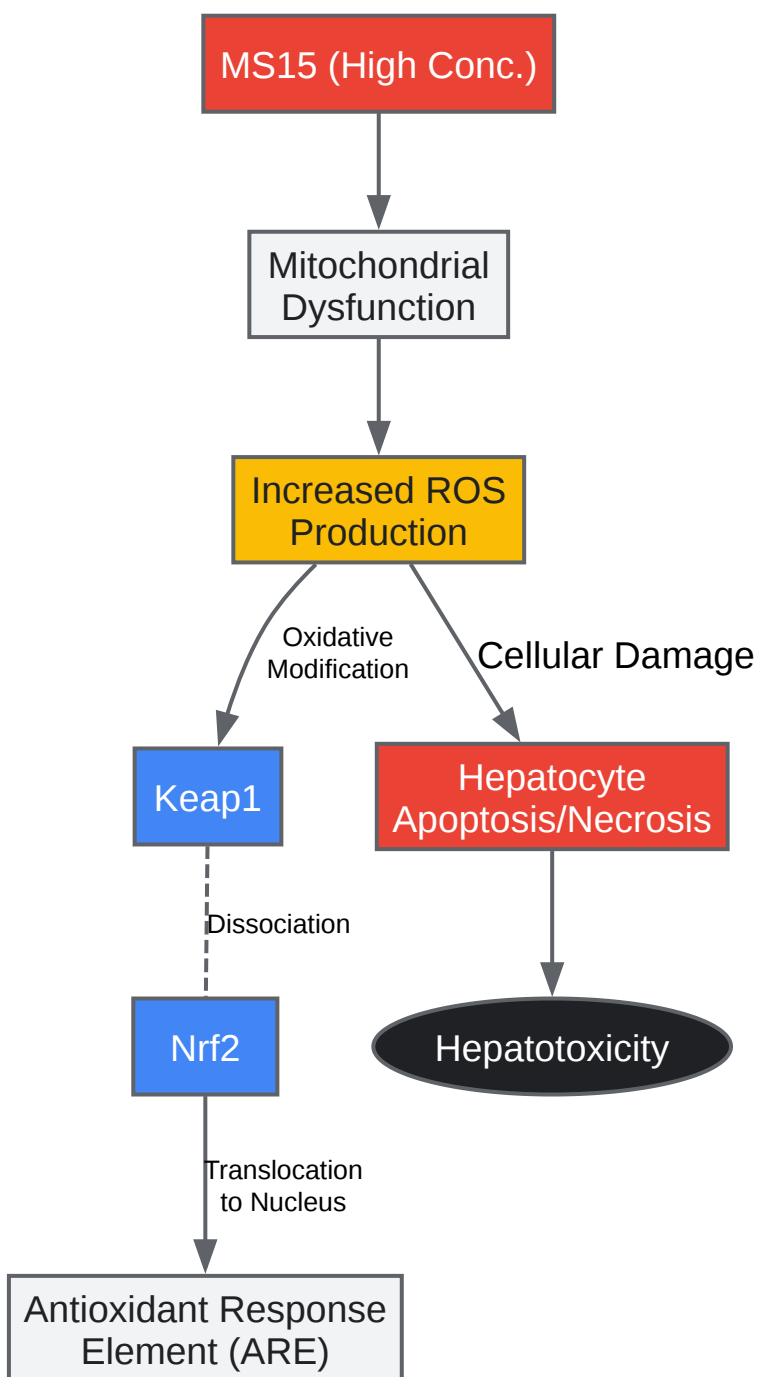 MS15 (High Conc.)
Mitochondrial
Dysfunction
Increased ROS
Production
Oxidative
Modification
Cellular Damage
Keap1
Hepatocyte
Apoptosis/Necrosis
Dissociation
Nrf2
Hepatotoxicity
Translocation
to Nucleus
Antioxidant Response
Element (ARE)